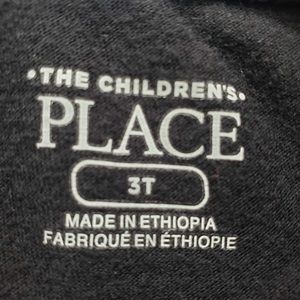 •THE CHILDREN'S•
PLACE
3T
MADE IN ETHIOPIA
FABRIQUÉ EN ÉTHIOPIE